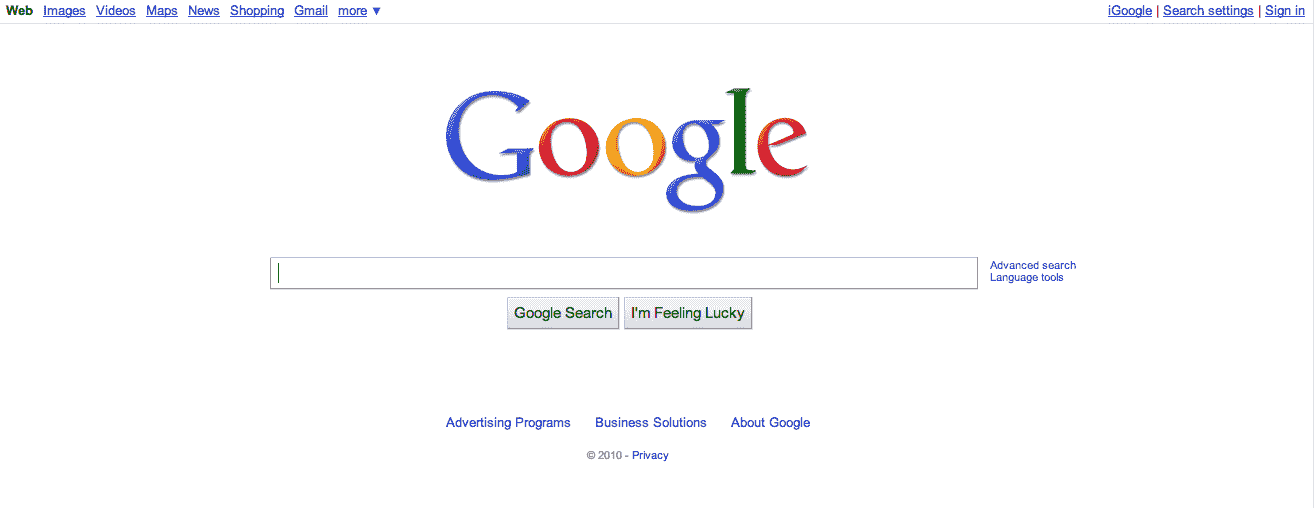 Web Images Videos Maps News Shopping Gmail more ▼ iGoogle | Search settings | Sign in
Google
Advanced search
Language tools
Google Search I'm Feeling Lucky
Advertising Programs Business Solutions About Google
© 2010 - Privacy